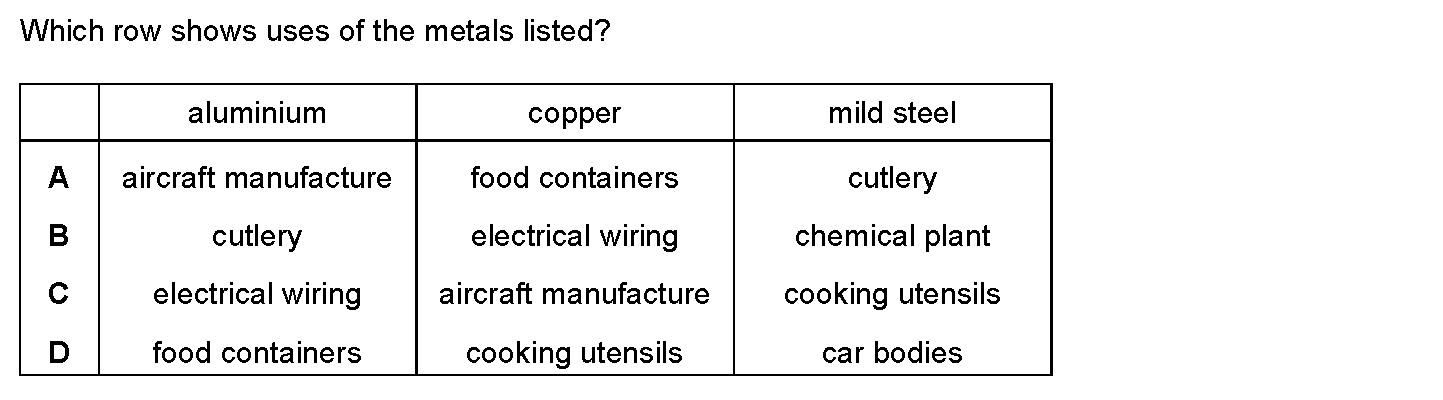 Which row shows uses of the metals listed?
aluminium copper mild steel
A aircraft manufacture food containers cutlery
B cutlery electrical wiring chemical plant
C electrical wiring aircraft manufacture cooking utensils
D food containers cooking utensils car bodies